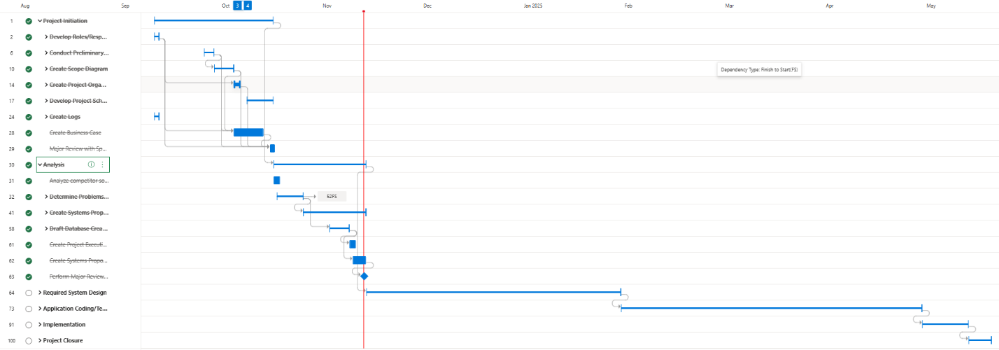 Aug Sep Oct 3 4 Nov Dec Jan 2025 Feb Mar Apr May
1 Project Initiation
2 Develop Roles/Resp...
6 Conduct Preliminary...
10 Create Scope Diagram
Dependency Type: Finish to Start(FS)
14 Create Project Orga...
17 Develop Project Sch...
24 Create Logs
28 Create Business Case
29 Major Review with Sp...
30 Analysis
31 Analyze competitor so...
32 Determine Problems... 52FS
41 Create Systems Prop...
58 Draft Database Crea...
61 Create Project Executi...
62 Create Systems Propo...
63 Perform Major Review...
64 Required System Design
73 Application Coding/Te...
91 Implementation
100 Project Closure